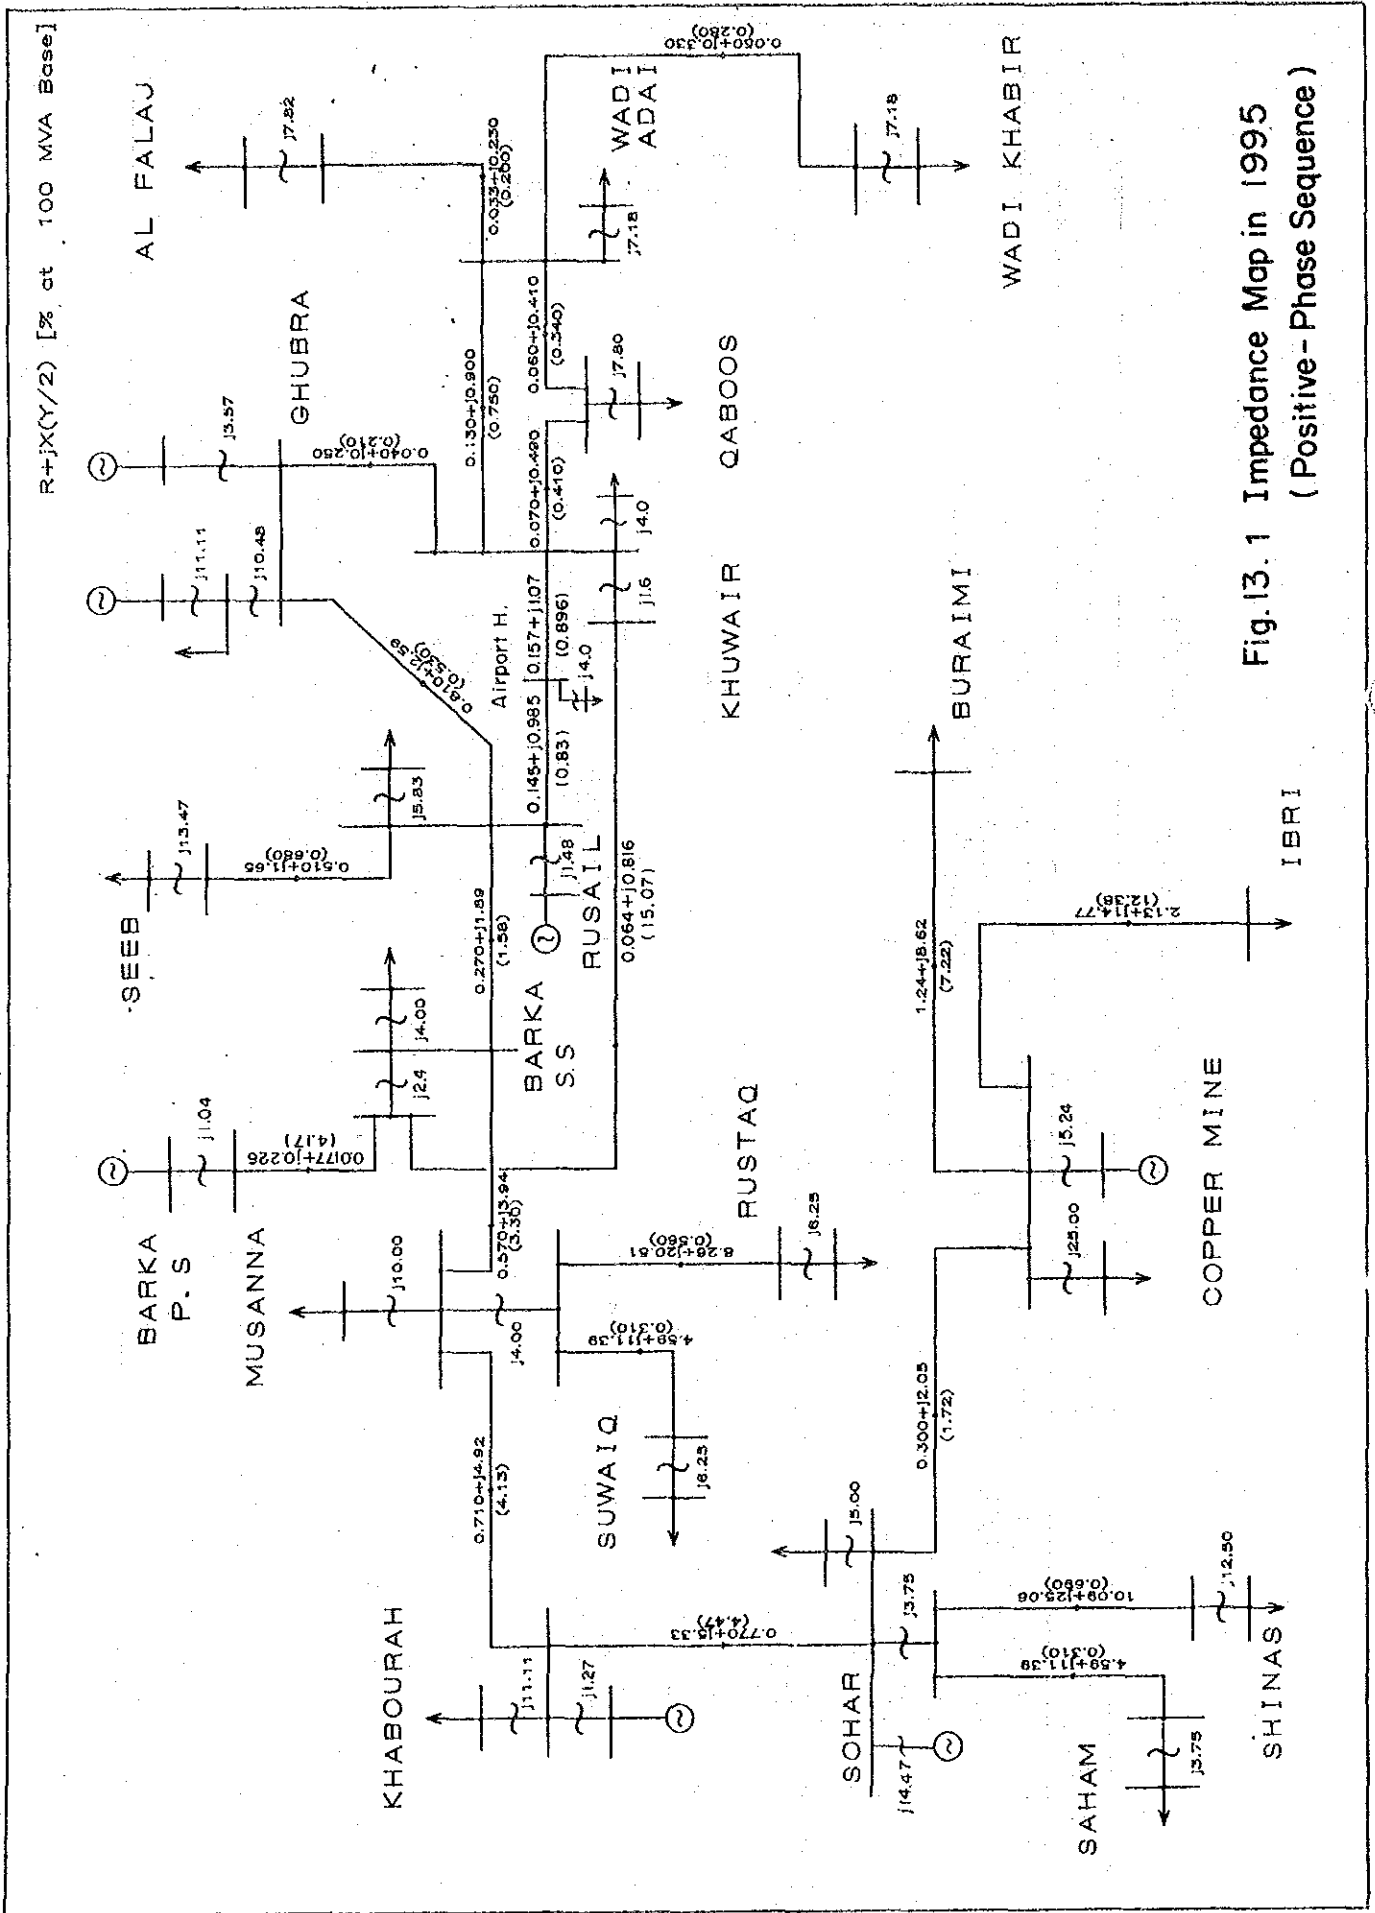 R+jX(Y/2) [% at 100 MVA Base]
AL FALAJ
j7.82
0.033+j0.230
(0.200)
GHUBRA
j3.57
j11.11
j10.48
0.040+j0.250
(0.210)
0.130+j0.900
(0.750)
WADI
ADAI
j7.18
0.050+j0.330
(0.280)
WADI KHABIR
j7.18
0.060+j0.410
(0.340)
QABOOS
j7.80
0.070+j0.490
(0.410)
KHUWAIR
j4.0
j1.6
0.157+j1.07
(0.896)
Airport H.
j4.0
0.145+j0.985
(0.83)
0.810+j2.59
(0.530)
RUSAIL
j5.83
j1.48
SEEB
j13.47
0.510+j1.65
(0.680)
0.270+j1.89
(1.58)
0.064+j0.816
(15.07)
BARKA
S.S
j4.00
j2.4
BARKA
P.S
j1.04
0.0177+j0.226
(4.17)
MUSANNA
j10.00
j4.00
0.570+j3.94
(3.30)
RUSTAQ
8.26+j20.51
(0.560)
j6.25
SUWAIQ
4.59+j11.39
(0.310)
j6.25
0.710+j4.92
(4.13)
KHABOURAH
j11.11
j1.27
0.770+j5.33
(4.47)
SOHAR
j5.00
j3.75
j14.47
SAHAM
4.59+j11.39
(0.310)
j3.75
SHINAS
10.09+j25.06
(0.690)
j12.50
0.300+j2.05
(1.72)
COPPER MINE
j5.24
j25.00
BURAIMI
1.24+j8.62
(7.22)
IBRI
2.13+j14.77
(12.38)
Fig.13.1 Impedance Map in 1995
(Positive-Phase Sequence)